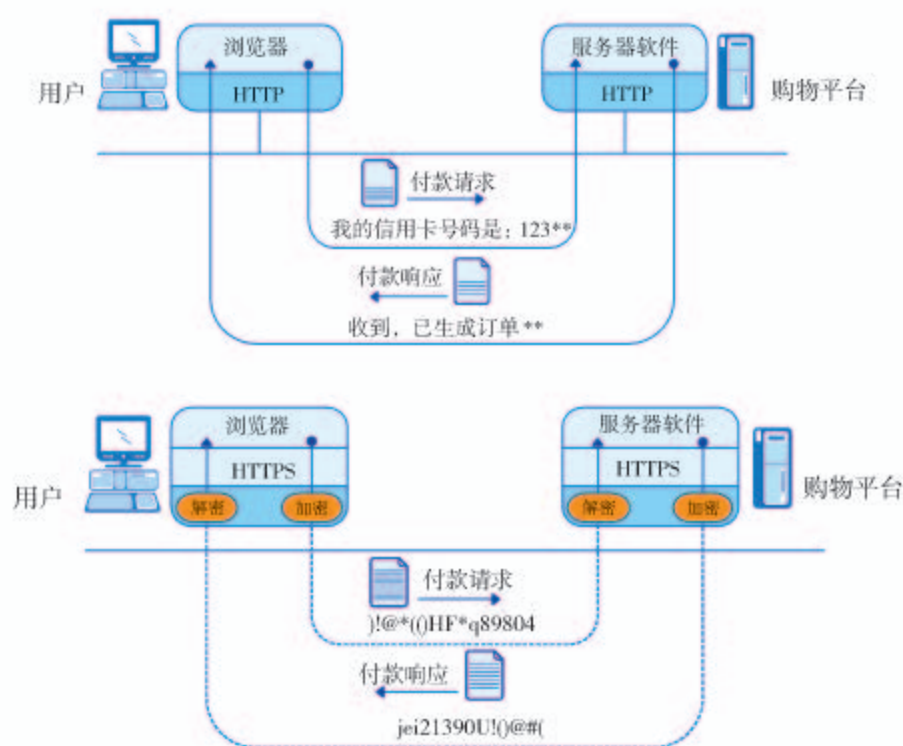 浏览器
服务器软件
用户
HTTP
HTTP
购物平台
付款请求
我的信用卡号码是：123**
付款响应
收到，已生成订单**
浏览器
服务器软件
HTTPS
HTTPS
用户
解密
加密
解密
加密
购物平台
付款请求
)!@*(()HF*q89804
付款响应
jei21390U!()@#(